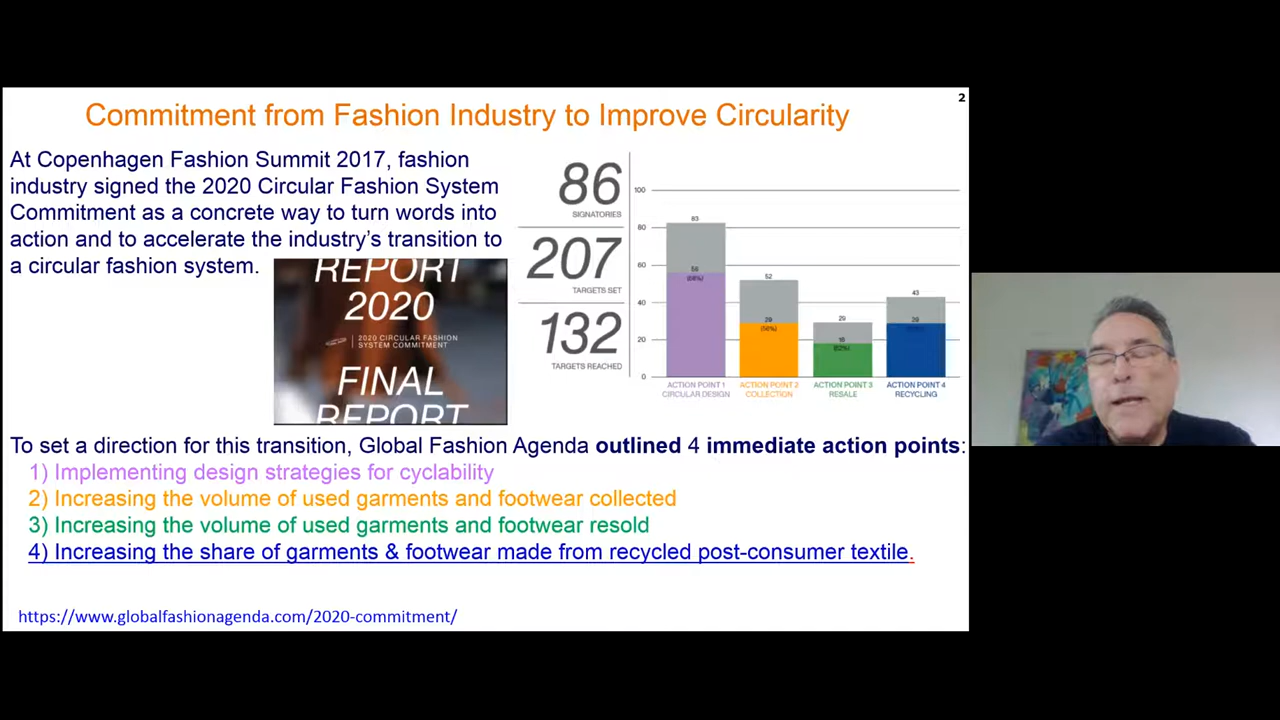 2
Commitment from Fashion Industry to Improve Circularity
At Copenhagen Fashion Summit 2017, fashion
industry signed the 2020 Circular Fashion System
Commitment as a concrete way to turn words into
action and to accelerate the industry's transition to
a circular fashion system.
REPORT
2020
2020 CIRCULAR FASHION
SYSTEM COMMITMENT
FINAL
REPORT
86
SIGNATORIES
207
TARGETS SET
132
TARGETS REACHED
100
80
60
40
20
0
83
56
(68%)
52
29
(56%)
29
18
(62%)
43
29
ACTION POINT 1
CIRCULAR DESIGN
ACTION POINT 2
COLLECTION
ACTION POINT 3
RESALE
ACTION POINT 4
RECYCLING
To set a direction for this transition, Global Fashion Agenda outlined 4 immediate action points:
1) Implementing design strategies for cyclability
2) Increasing the volume of used garments and footwear collected
3) Increasing the volume of used garments and footwear resold
4) Increasing the share of garments & footwear made from recycled post-consumer textile.
https://www.globalfashionagenda.com/2020-commitment/